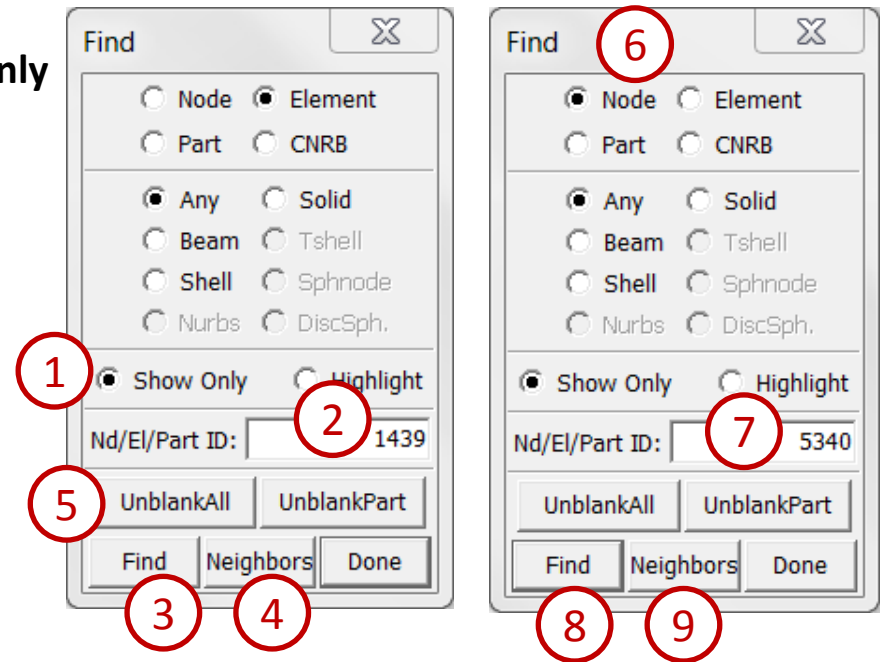 nly
Find
Node Element
Part CNRB
Any Solid
Beam Tshell
Shell Sphnode
Nurbs DiscSph.
1
Show Only Highlight
2
Nd/El/Part ID: 1439
5
UnblankAll UnblankPart
Find Neighbors Done
3 4
Find
6
Node Element
Part CNRB
Any Solid
Beam Tshell
Shell Sphnode
Nurbs DiscSph.
Show Only Highlight
7
Nd/El/Part ID: 5340
UnblankAll UnblankPart
Find Neighbors Done
8 9